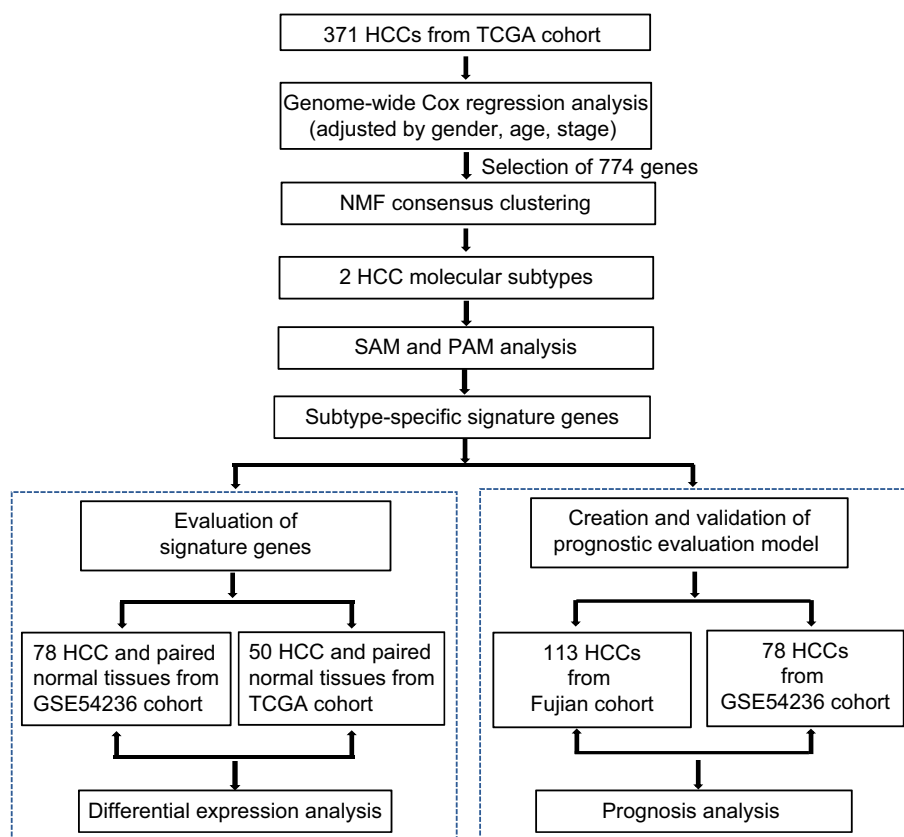 371 HCCs from TCGA cohort
Genome-wide Cox regression analysis
(adjusted by gender, age, stage)
Selection of 774 genes
NMF consensus clustering
2 HCC molecular subtypes
SAM and PAM analysis
Subtype-specific signature genes
Evaluation of
signature genes
78 HCC and paired
normal tissues from
GSE54236 cohort
50 HCC and paired
normal tissues from
TCGA cohort
Differential expression analysis
Creation and validation of
prognostic evaluation model
113 HCCs
from
Fujian cohort
78 HCCs
from
GSE54236 cohort
Prognosis analysis